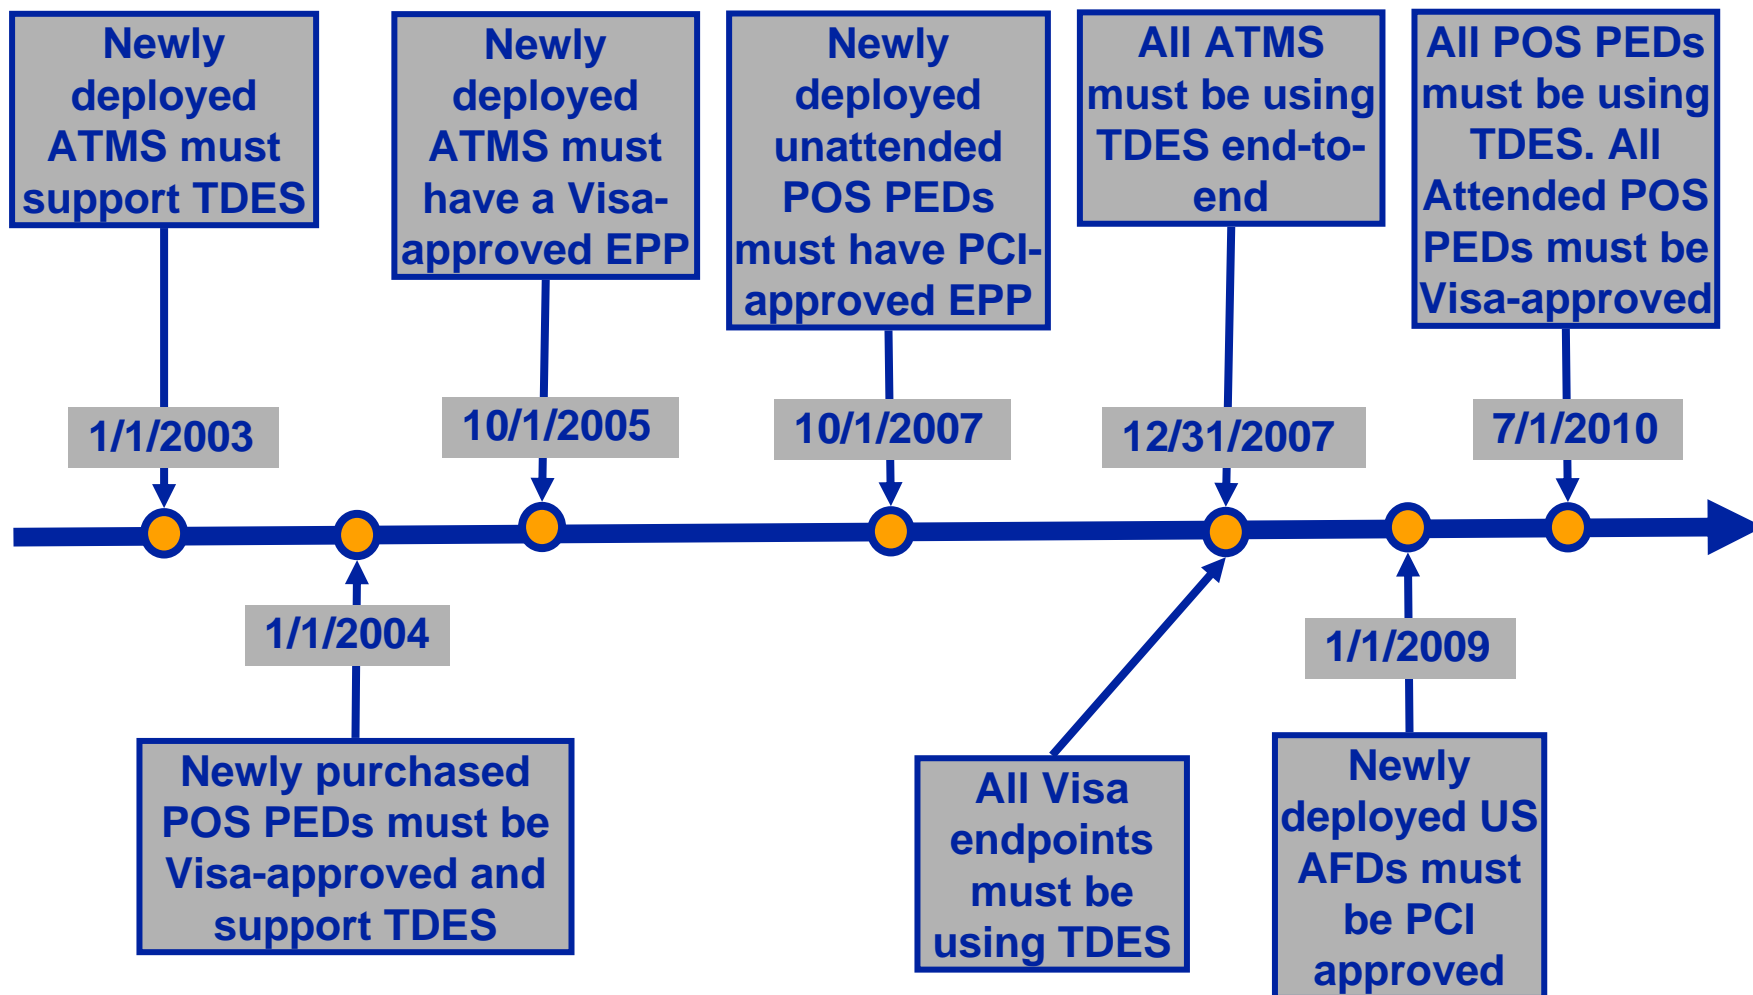 Newly
deployed
ATMS must
support TDES
Newly
deployed
ATMS must
have a Visa-
approved EPP
Newly
deployed
unattended
POS PEDs
must have PCI-
approved EPP
All ATMS
must be using
TDES end-to-
end
All POS PEDs
must be using
TDES. All
Attended POS
PEDs must be
Visa-approved
1/1/2003
10/1/2005
10/1/2007
12/31/2007
7/1/2010
1/1/2004
1/1/2009
Newly purchased
POS PEDs must be
Visa-approved and
support TDES
All Visa
endpoints
must be
using TDES
Newly
deployed US
AFDs must
be PCI
approved